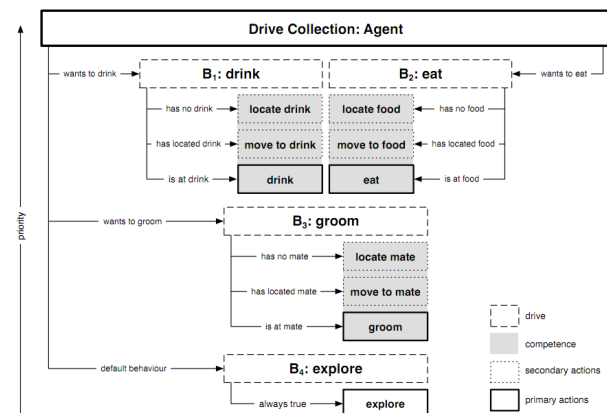 Drive Collection: Agent
wants to drink
B₁: drink
B₂: eat
wants to eat
has no drink
locate drink
locate food
has no food
has located drink
move to drink
move to food
has located food
is at drink
drink
eat
is at food
priority
wants to groom
B₃: groom
has no mate
locate mate
has located mate
move to mate
is at mate
groom
default behaviour
B₄: explore
always true
explore
drive
competence
secondary actions
primary actions